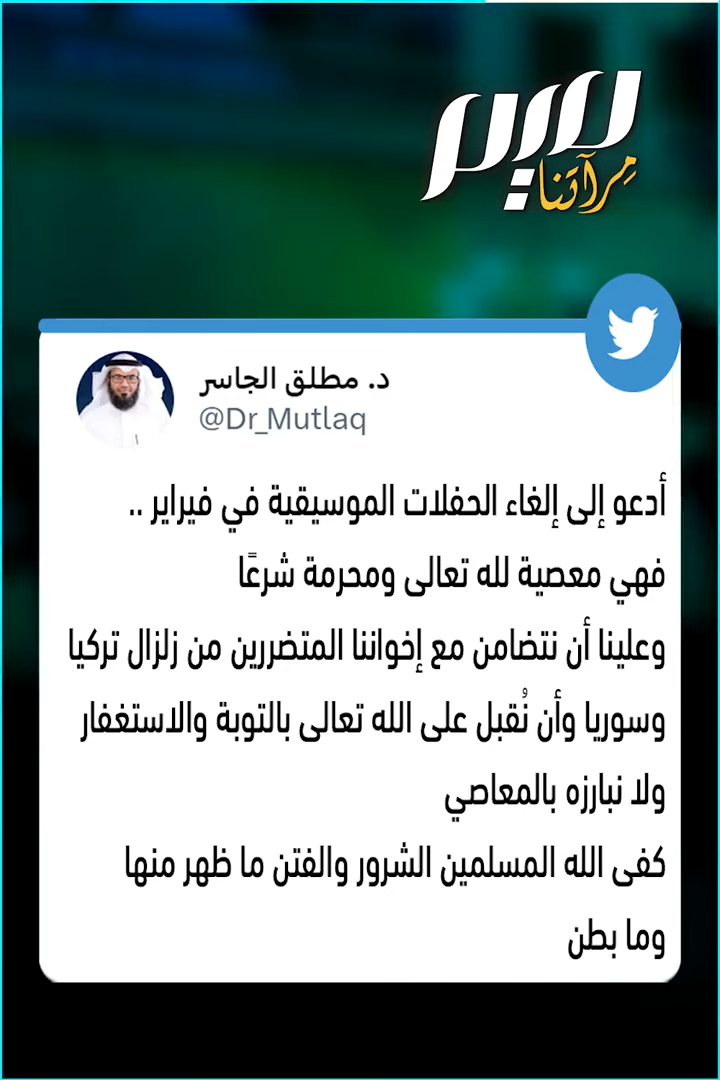 مرآتنا
د. مطلق الجاسر
@Dr_Mutlaq
أدعو إلى إلغاء الحفلات الموسيقية في فبراير ..
فهي معصية لله تعالى ومحرمة شرعًا
وعلينا أن نتضامن مع إخواننا المتضررين من زلزال تركيا
وسوريا وأن نُقبل على الله تعالى بالتوبة والاستغفار
ولا نبارزه بالمعاصي
كفى الله المسلمين الشرور والفتن ما ظهر منها
وما بطن